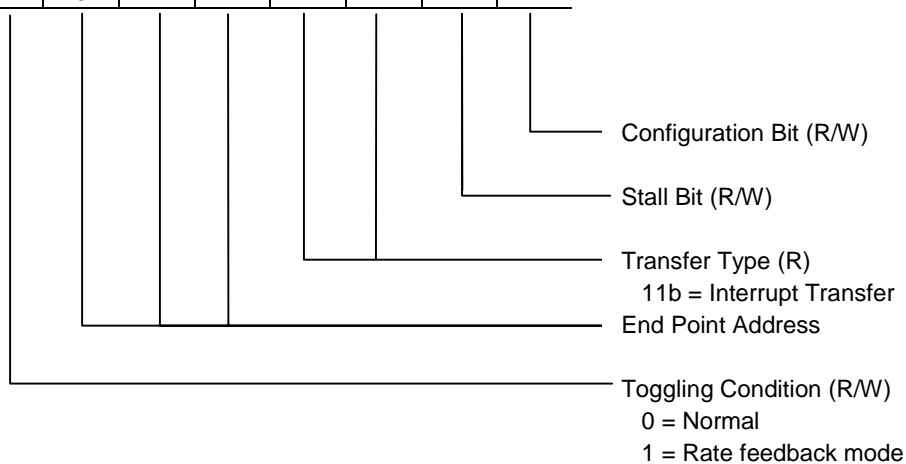 Configuration Bit (R/W)
Stall Bit (R/W)
Transfer Type (R)
11b = Interrupt Transfer
End Point Address
Toggling Condition (R/W)
0 = Normal
1 = Rate feedback mode